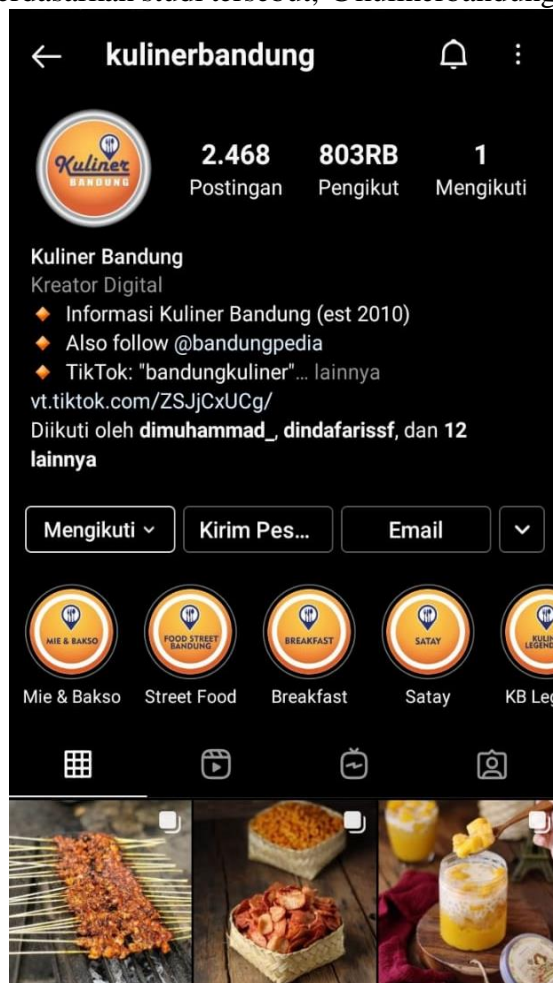 kulinerbandung
Kuliner
BANDUNG
2.468 803RB 1
Postingan Pengikut Mengikuti
Kuliner Bandung
Kreator Digital
Informasi Kuliner Bandung (est 2010)
Also follow @bandungpedia
TikTok: "bandungkuliner"... lainnya
vt.tiktok.com/ZSJjCxUCg/
Diikuti oleh dimuhammad_, dindafarissf, dan 12
lainnya
Mengikuti Kirim Pes... Email
MIE & BAKSO
FOOD STREET
BANDUNG
BREAKFAST
SATAY
Mie & Bakso Street Food Breakfast Satay KB Leg